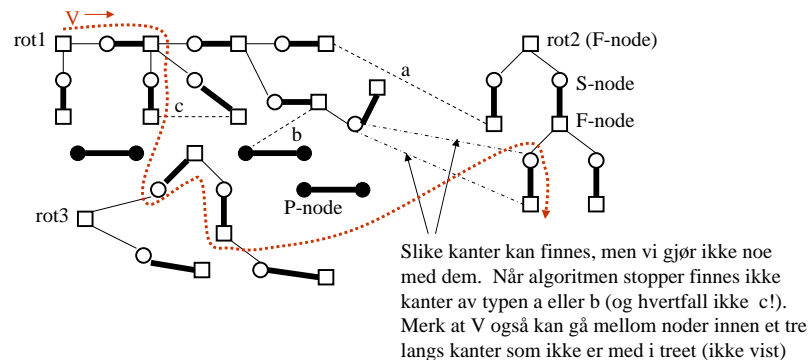 V
rot1
rot2 (F-node)
a
S-node
c
F-node
b
P-node
rot3
Slike kanter kan finnes, men vi gjør ikke noe
med dem. Når algoritmen stopper finnes ikke
kanter av typen a eller b (og hvertfall ikke c!).
Merk at V også kan gå mellom noder innen et tre
langs kanter som ikke er med i treet (ikke vist)